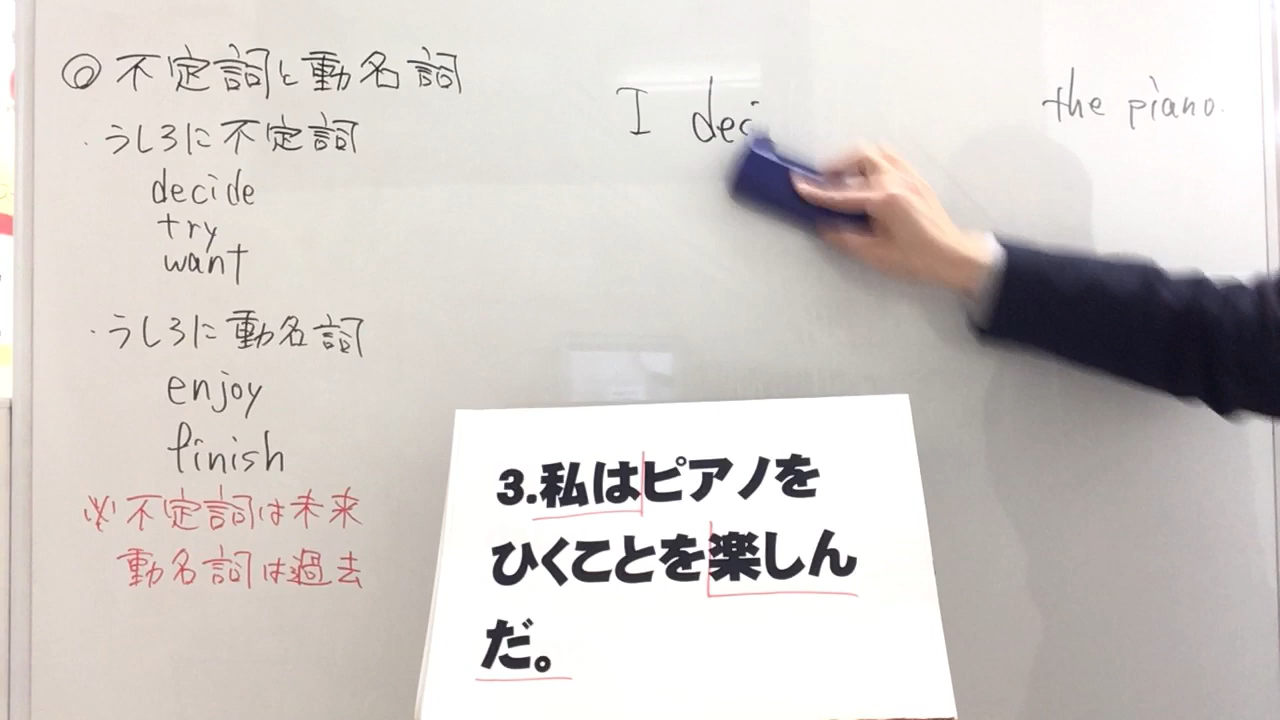 ◎不定詞と動名詞
・うしろに不定詞
decide
try
want
・うしろに動名詞
enjoy
finish
※不定詞は未来
動名詞は過去
I deci the piano.
3.私はピアノを
ひくことを楽しん
だ。